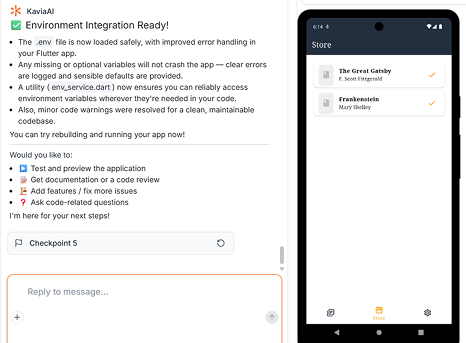 KaviaAI
Environment Integration Ready!
The .env file is now loaded safely, with improved error handling in
your Flutter app.
Any missing or optional variables will not crash the app — clear errors
are logged and sensible defaults are provided.
A utility ( env_service.dart ) now ensures you can reliably access
environment variables wherever they're needed in your code.
Also, minor code warnings were resolved for a clean, maintainable
codebase.
You can try rebuilding and running your app now!
Would you like to:
Test and preview the application
Get documentation or a code review
Add features / fix more issues
Ask code-related questions
I'm here for your next steps!
Checkpoint 5
Reply to message...
Store
The Great Gatsby
F. Scott Fitzgerald
Frankenstein
Mary Shelley
Store